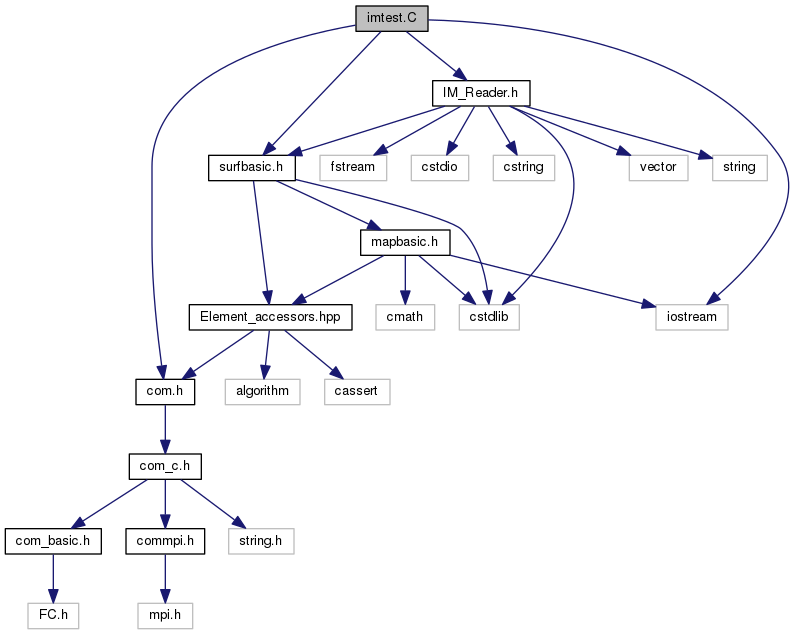 imtest.C
IM_Reader.h
surfbasic.h
fstream
cstdio
cstring
vector
string
mapbasic.h
Element_accessors.hpp
cmath
cstdlib
iostream
com.h
algorithm
cassert
com_c.h
com_basic.h
commpi.h
string.h
FC.h
mpi.h